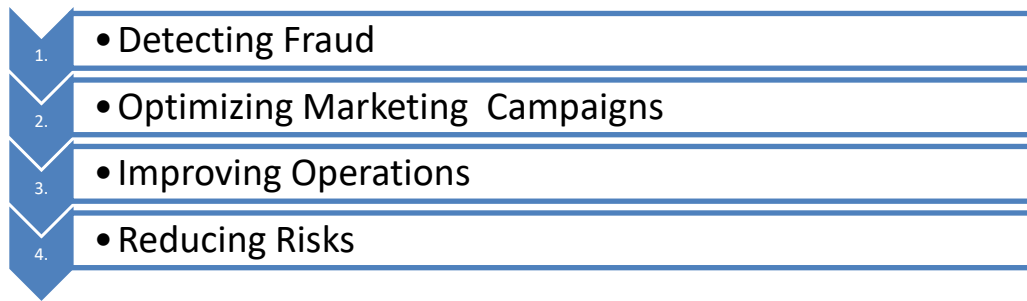 1. • Detecting Fraud
2. • Optimizing Marketing  Campaigns
3. • Improving Operations
4. • Reducing Risks